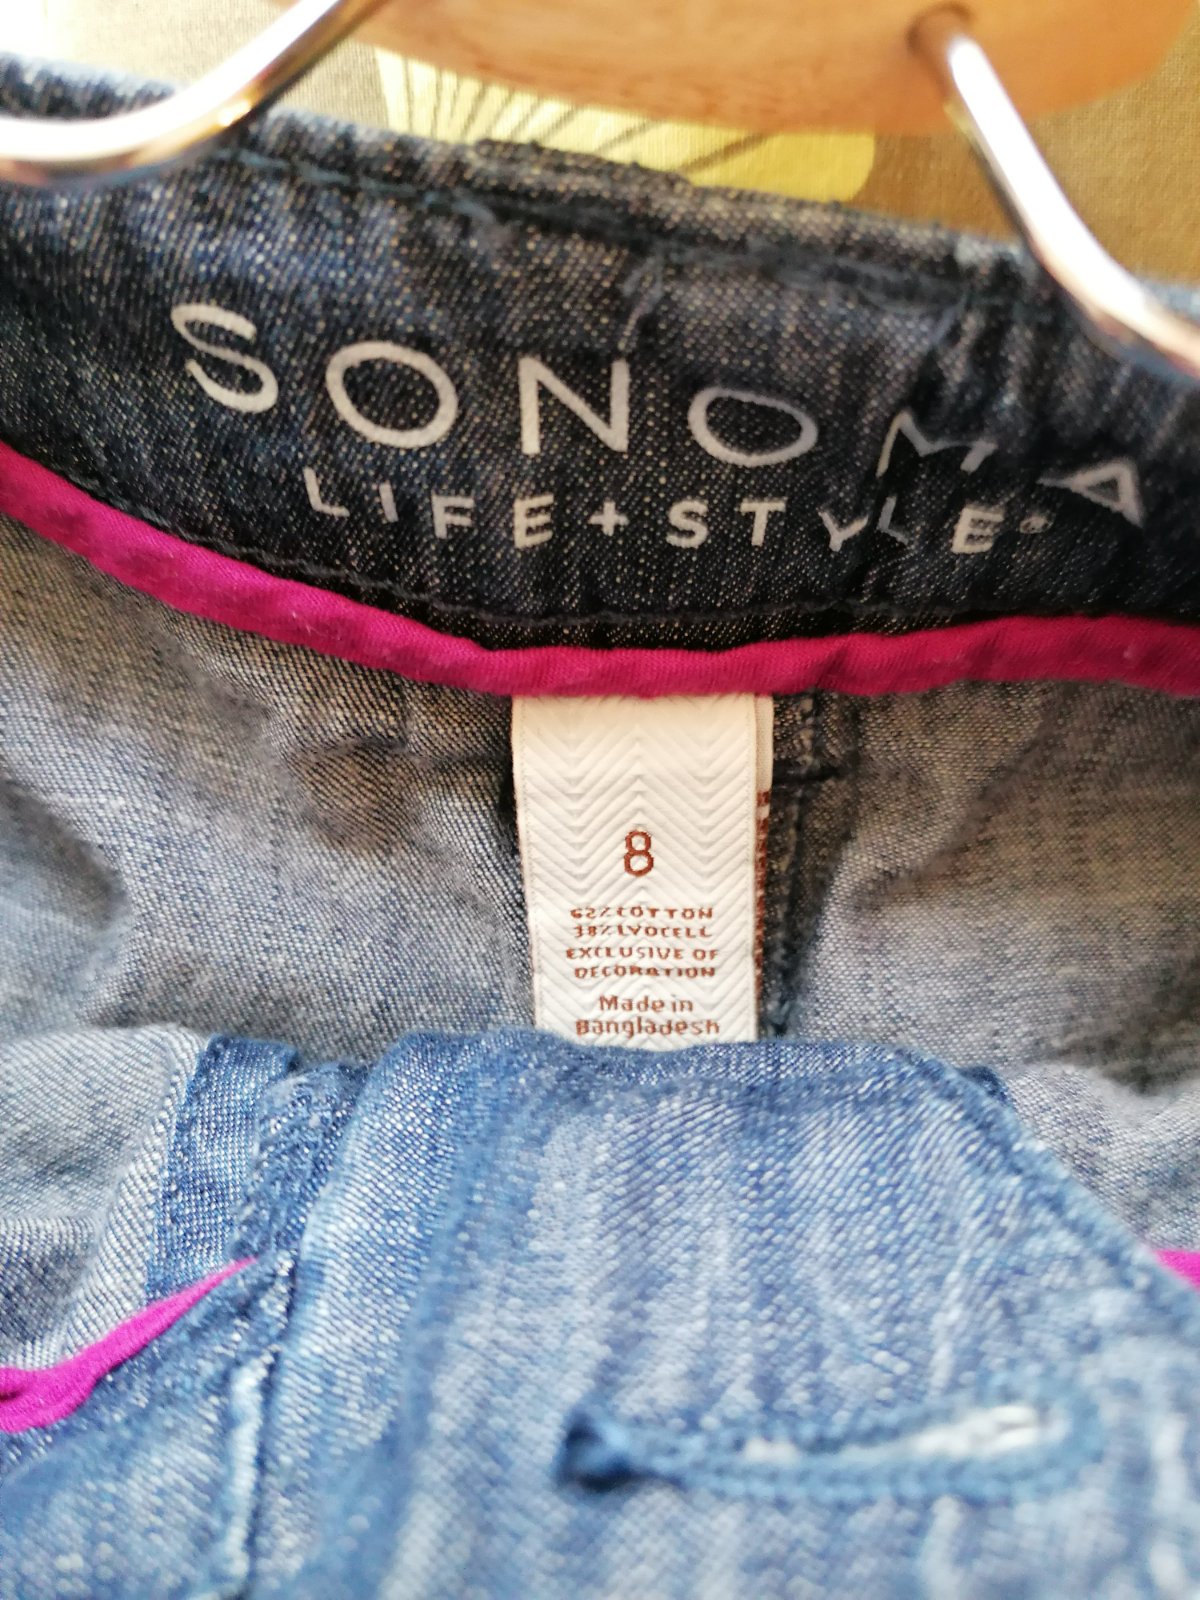 SONOMA
LIFE+STYLE®
8
62% COTTON
38% LYOCELL
EXCLUSIVE OF
DECORATION
Made in
Bangladesh